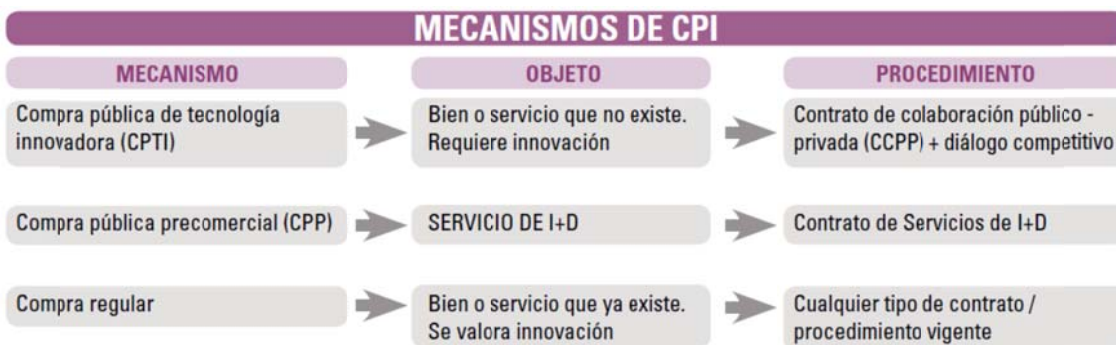 MECANISMOS DE CPI
MECANISMO
OBJETO
PROCEDIMIENTO
Compra pública de tecnología
innovadora (CPTI)
Bien o servicio que no existe.
Requiere innovación
Contrato de colaboración público -
privada (CCPP) + diálogo competitivo
Compra pública precomercial (CPP)
SERVICIO DE I+D
Contrato de Servicios de I+D
Compra regular
Bien o servicio que ya existe.
Se valora innovación
Cualquier tipo de contrato /
procedimiento vigente